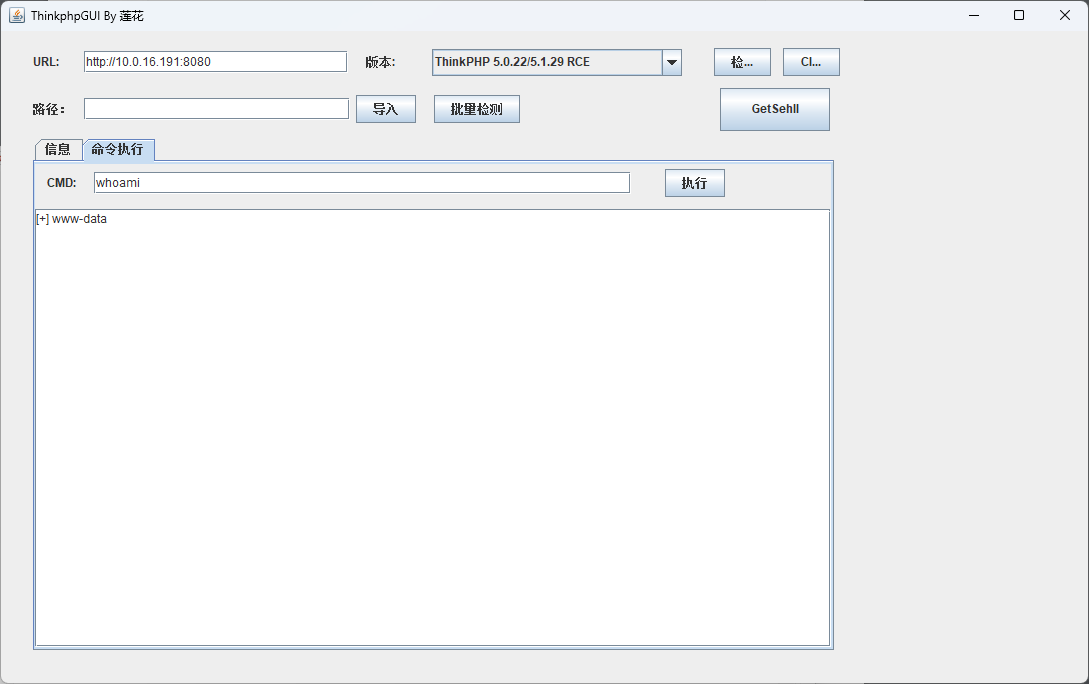 ThinkphpGUI By 莲花
URL: http://10.0.16.191:8080 版本: ThinkPHP 5.0.22/5.1.29 RCE 检... Cl...
路径： 导入 批量检测 GetSehll
信息 命令执行
CMD: whoami 执行
[+] www-data